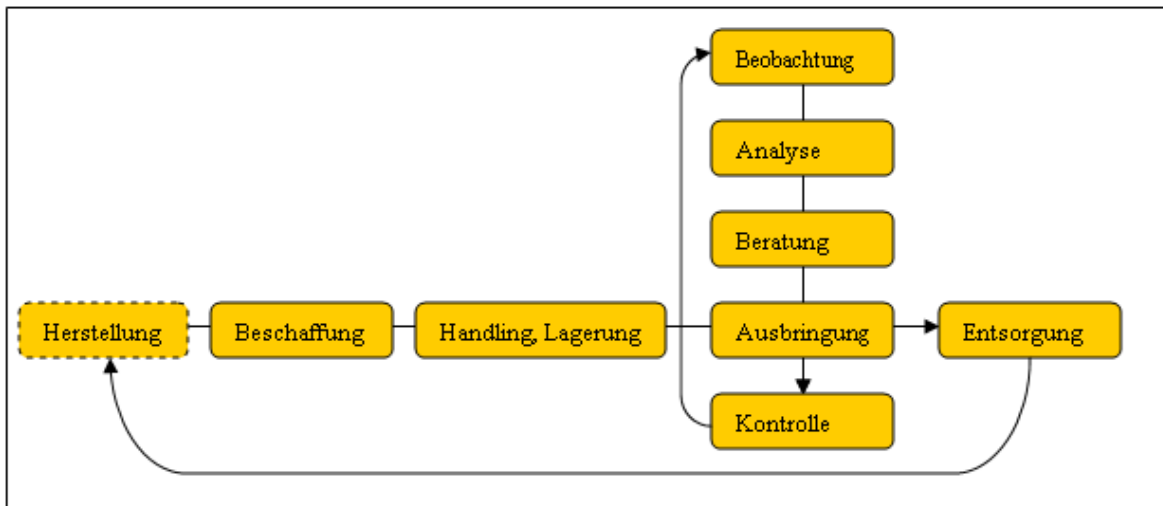 Beobachtung
Analyse
Beratung
Herstellung
Beschaffung
Handling, Lagerung
Ausbringung
Entsorgung
Kontrolle